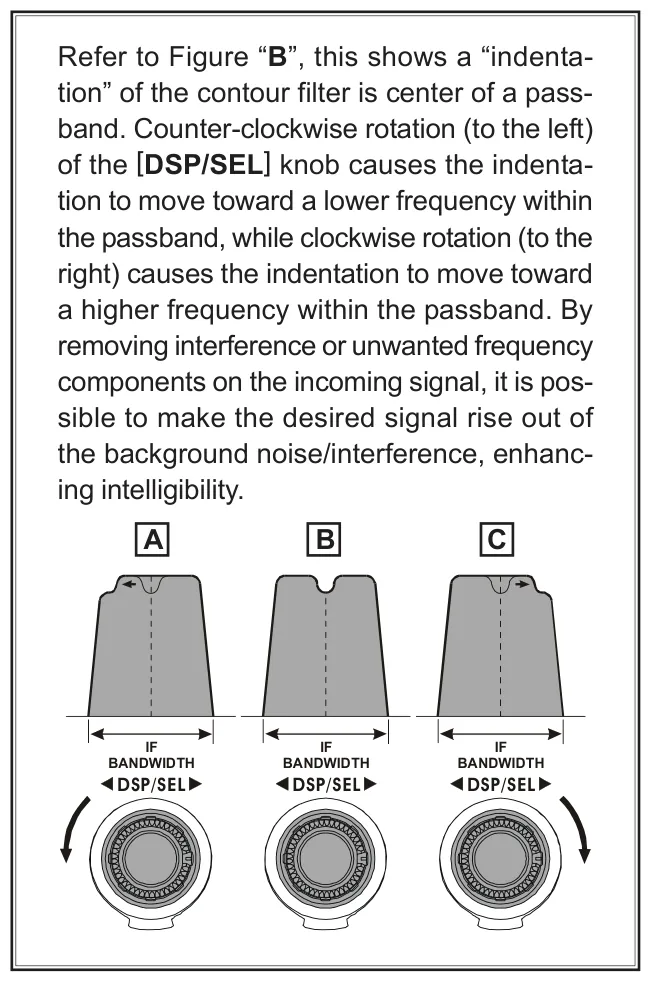 Refer to Figure “B”, this shows a “indenta-
tion” of the contour filter is center of a pass-
band. Counter-clockwise rotation (to the left)
of the [DSP/SEL] knob causes the indenta-
tion to move toward a lower frequency within
the passband, while clockwise rotation (to the
right) causes the indentation to move toward
a higher frequency within the passband. By
removing interference or unwanted frequency
components on the incoming signal, it is pos-
sible to make the desired signal rise out of
the background noise/interference, enhanc-
ing intelligibility.
A B C
IF IF IF
BANDWIDTH BANDWIDTH BANDWIDTH
◀DSP/SEL▶ ◀DSP/SEL▶ ◀DSP/SEL▶